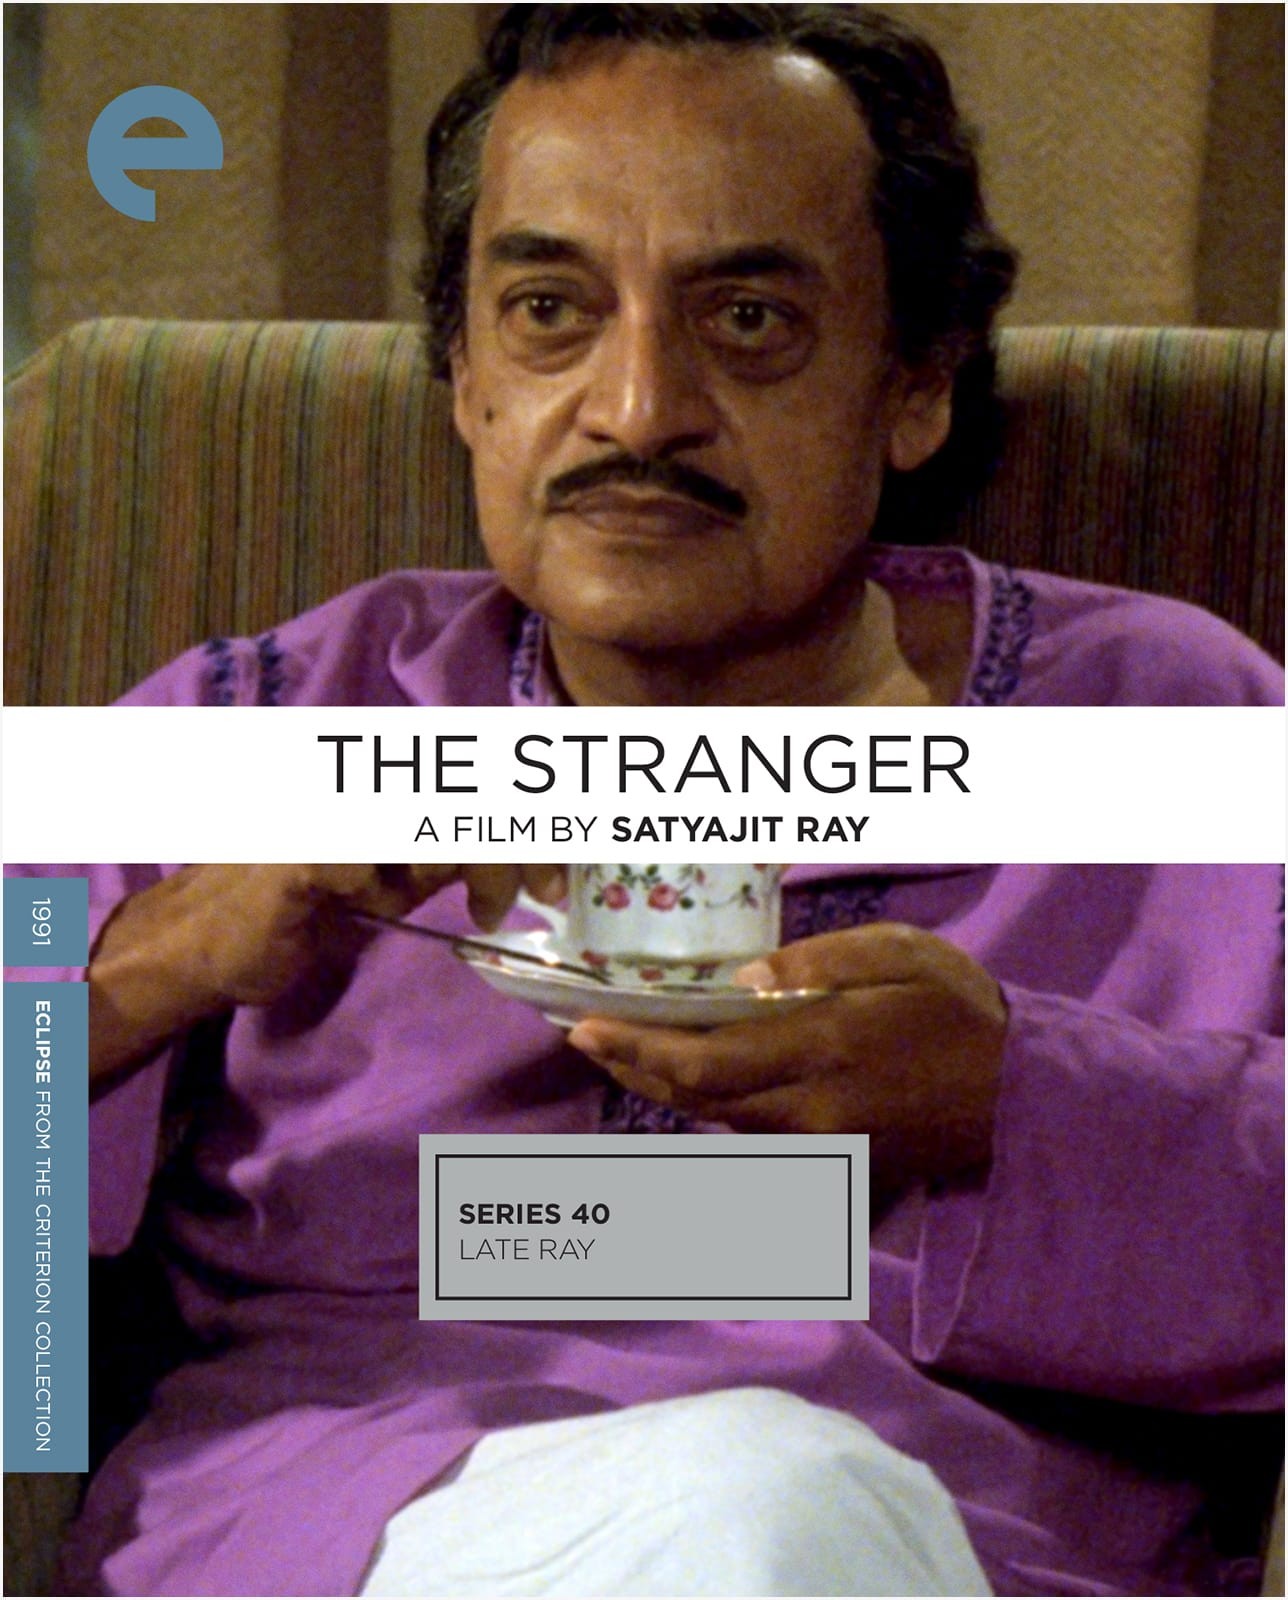 e
THE STRANGER
A FILM BY SATYAJIT RAY
1991
ECLIPSE FROM THE CRITERION COLLECTION
SERIES 40
LATE RAY